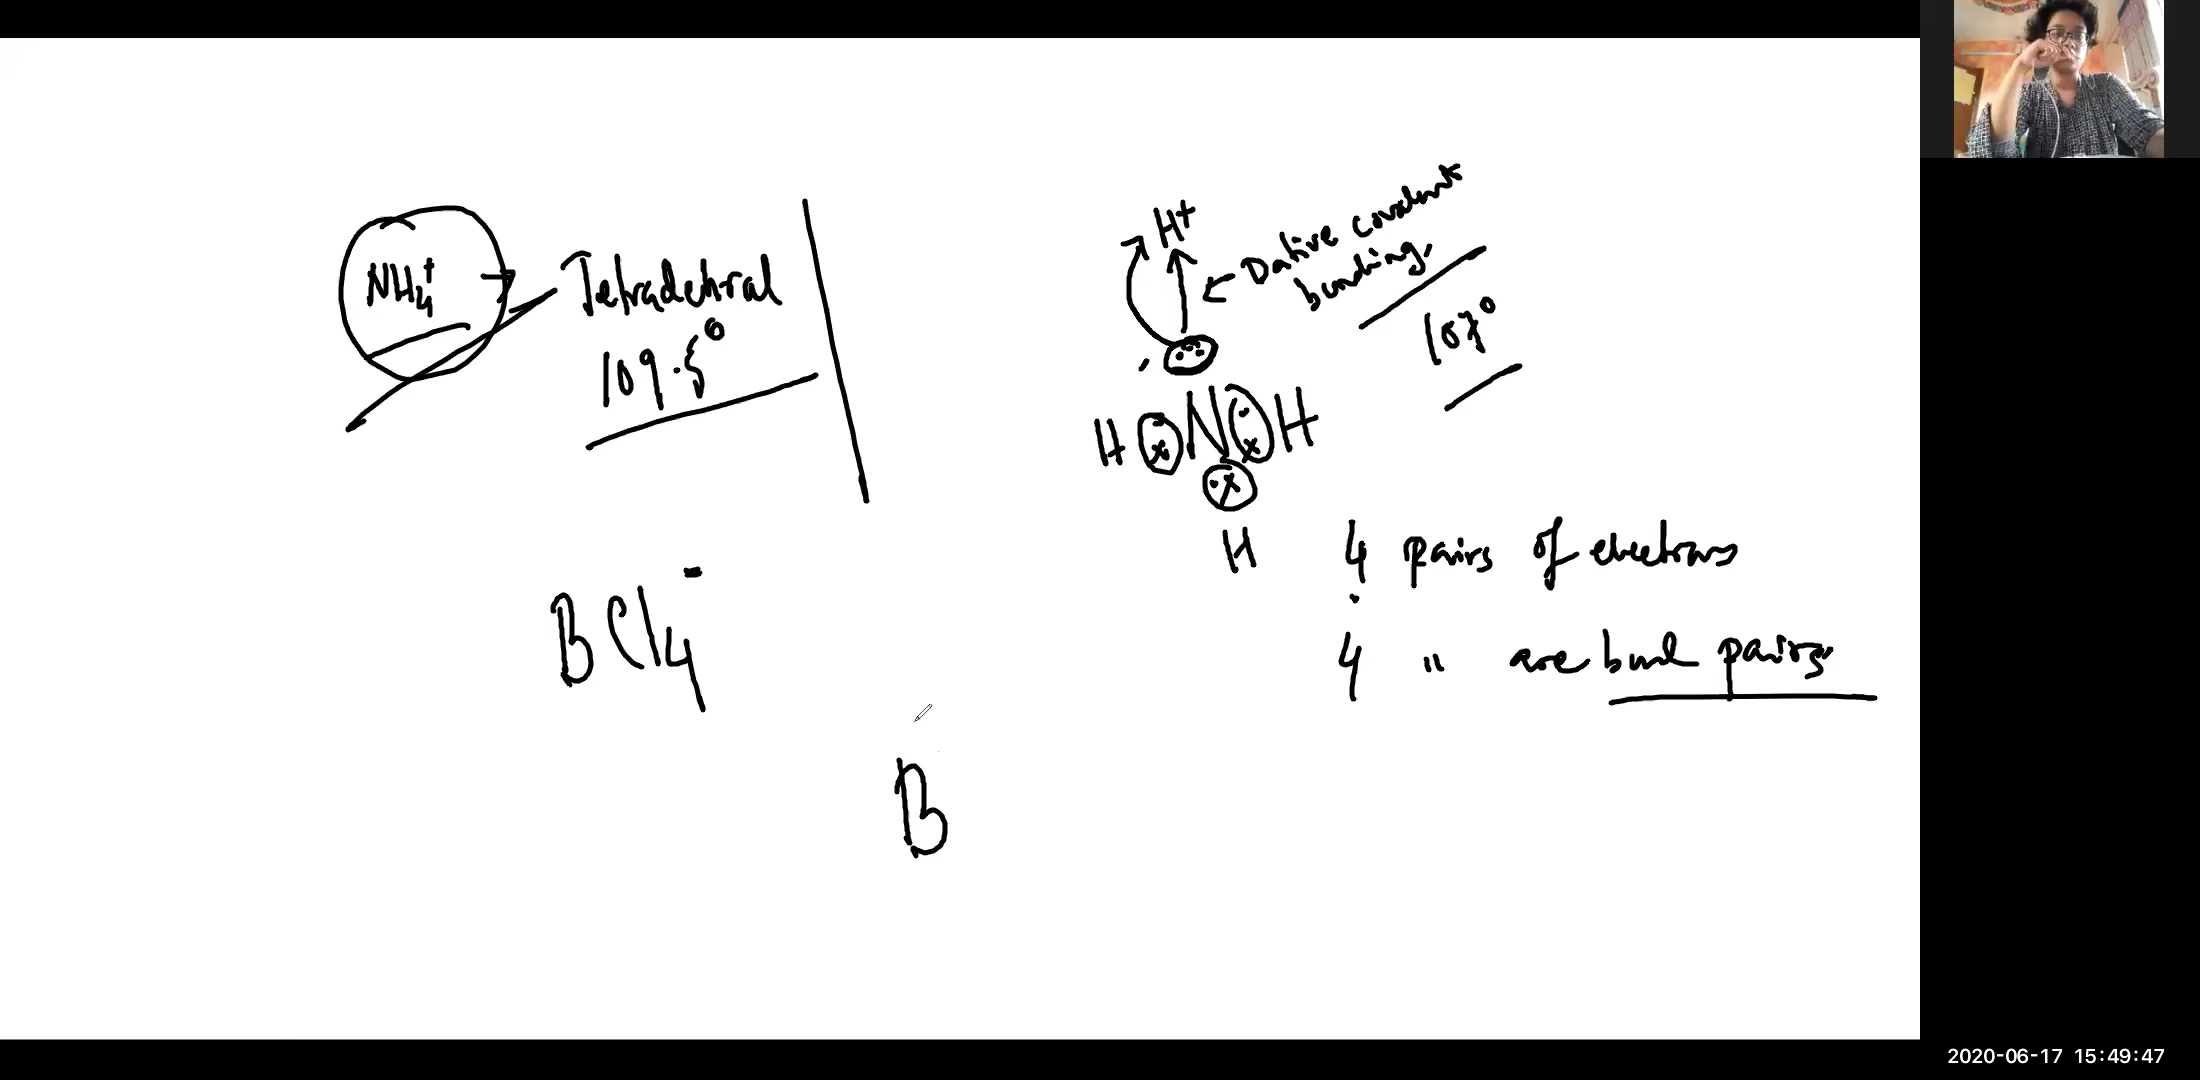 NH4+ → Tetradehral
109.5°
H+
Dative covalent
bonding.
107°
H N H
H
4 pairs of electrons
4 " are bond pairs
BCl4-
B
2020-06-17 15:49:47